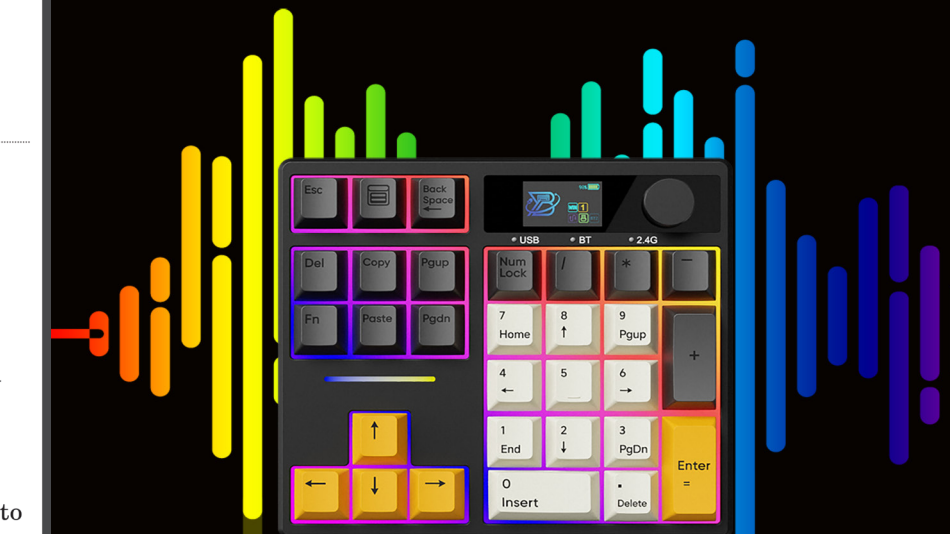 to
Esc
Back
Space
←
USB
BT
2.4G
Del
Copy
Pgup
Num
Lock
/
*
−
Fn
Paste
Pgdn
7
Home
8
↑
9
Pgup
+
4
←
5
6
→
1
End
2
↓
3
PgDn
Enter
=
↑
←
↓
→
0
Insert
.
Delete